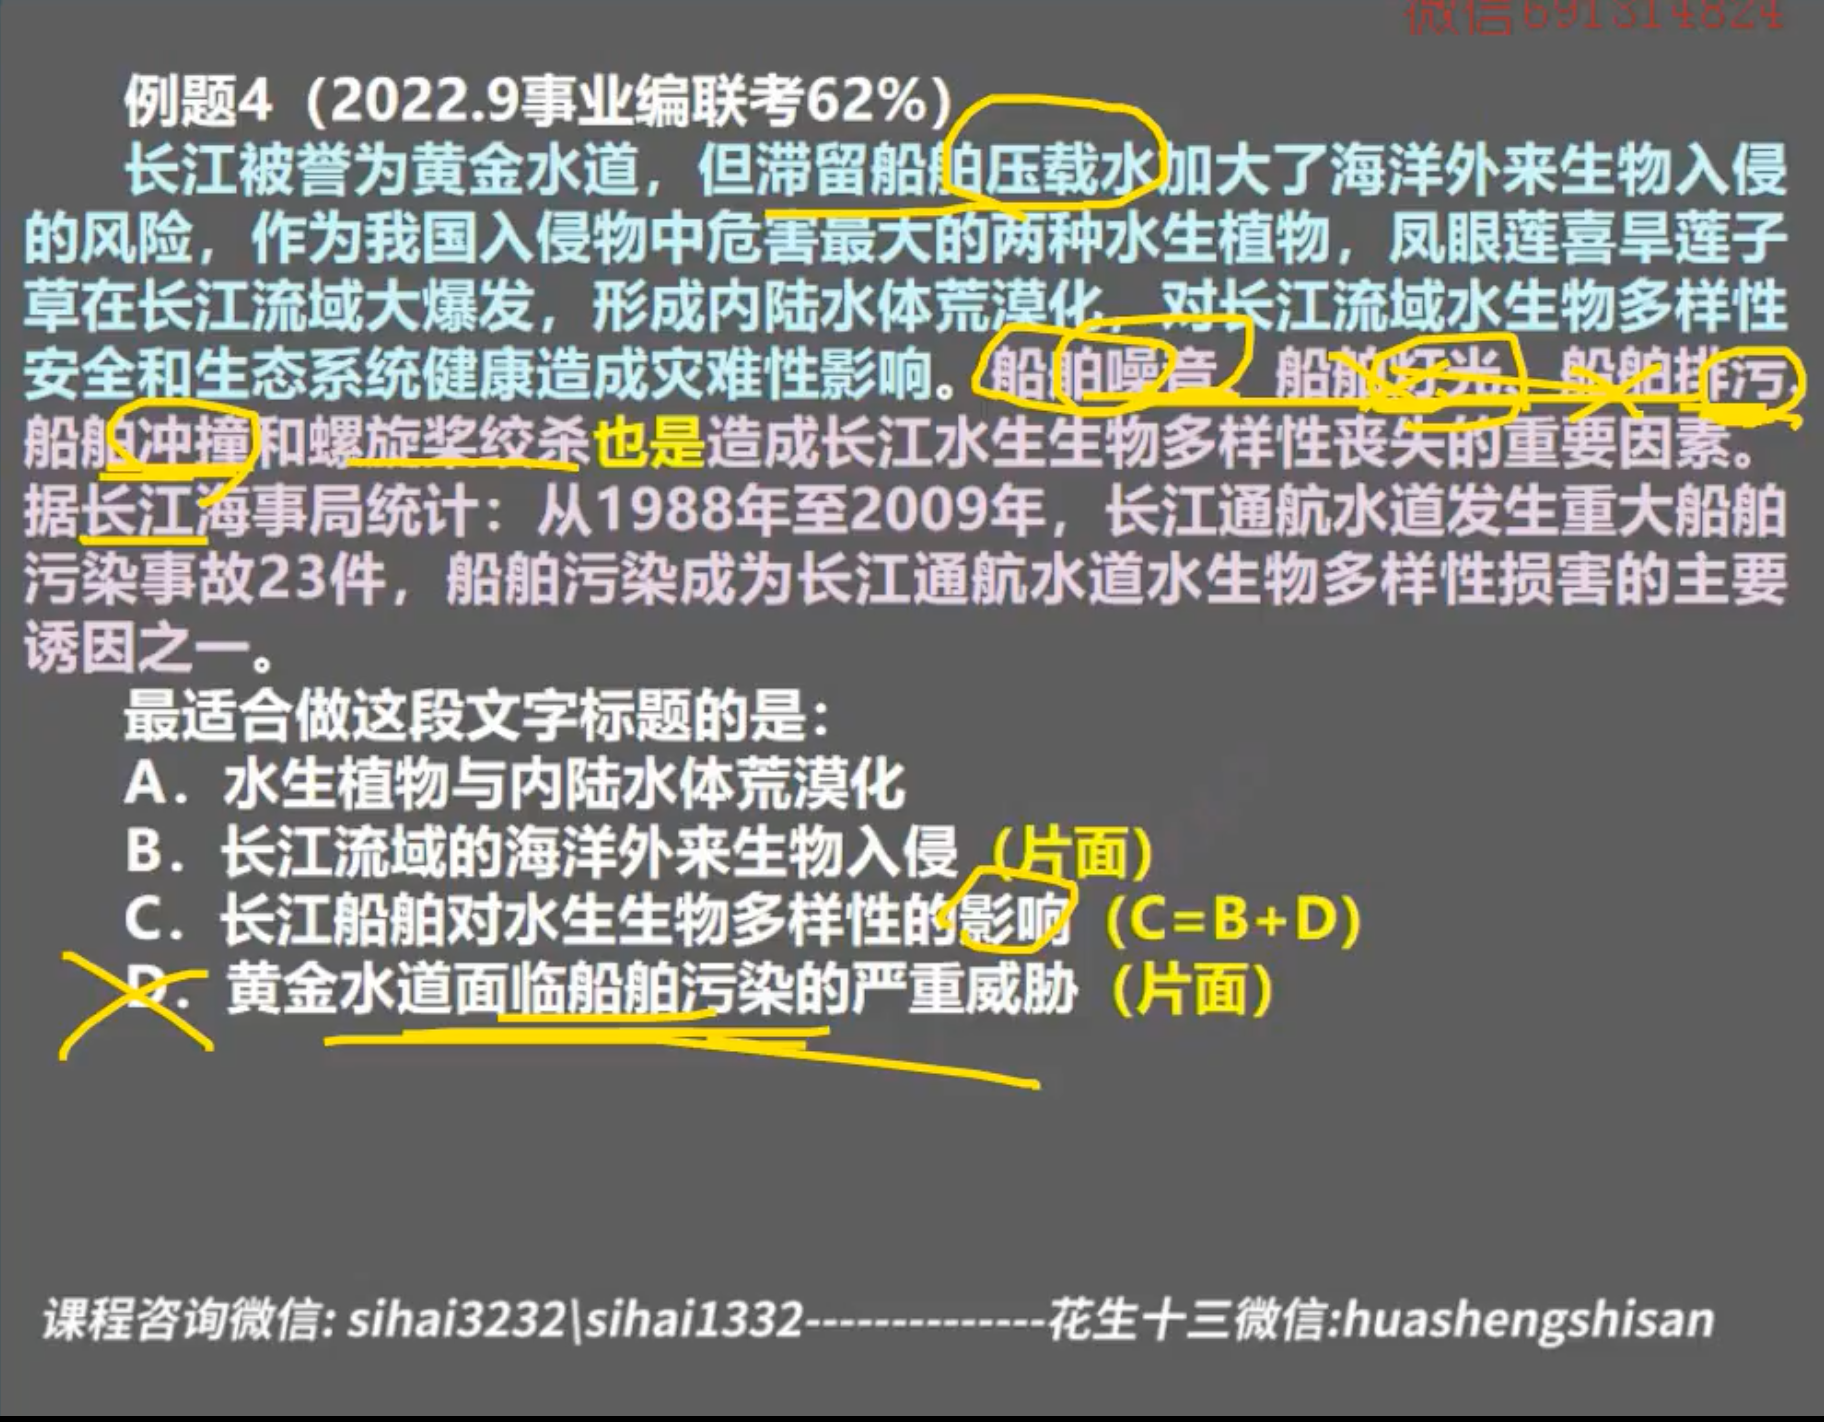 微信691314824
例题4（2022.9事业编联考62%）
长江被誉为黄金水道，但滞留船舶压载水加大了海洋外来生物入侵
的风险，作为我国入侵物中危害最大的两种水生植物，凤眼莲喜旱莲子
草在长江流域大爆发，形成内陆水体荒漠化，对长江流域水生物多样性
安全和生态系统健康造成灾难性影响。船舶噪音 船舶灯光 船舶排污、
船舶冲撞和螺旋桨绞杀也是造成长江水生生物多样性丧失的重要因素。
据长江海事局统计：从1988年至2009年，长江通航水道发生重大船舶
污染事故23件，船舶污染成为长江通航水道水生物多样性损害的主要
诱因之一。
最适合做这段文字标题的是：
A．水生植物与内陆水体荒漠化
B．长江流域的海洋外来生物入侵（片面）
C．长江船舶对水生生物多样性的影响（C=B+D）
D．黄金水道面临船舶污染的严重威胁（片面）
课程咨询微信: sihai3232\sihai1332--------------花生十三微信:huashengshisan